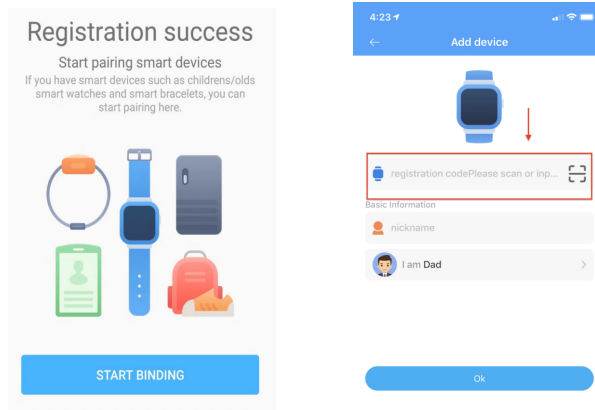 Registration success
Start pairing smart devices
If you have smart devices such as childrens/olds
smart watches and smart bracelets, you can
start pairing here.
START BINDING
4:23
Add device
registration codePlease scan or inp...
Basic Information
nickname
I am Dad
Ok